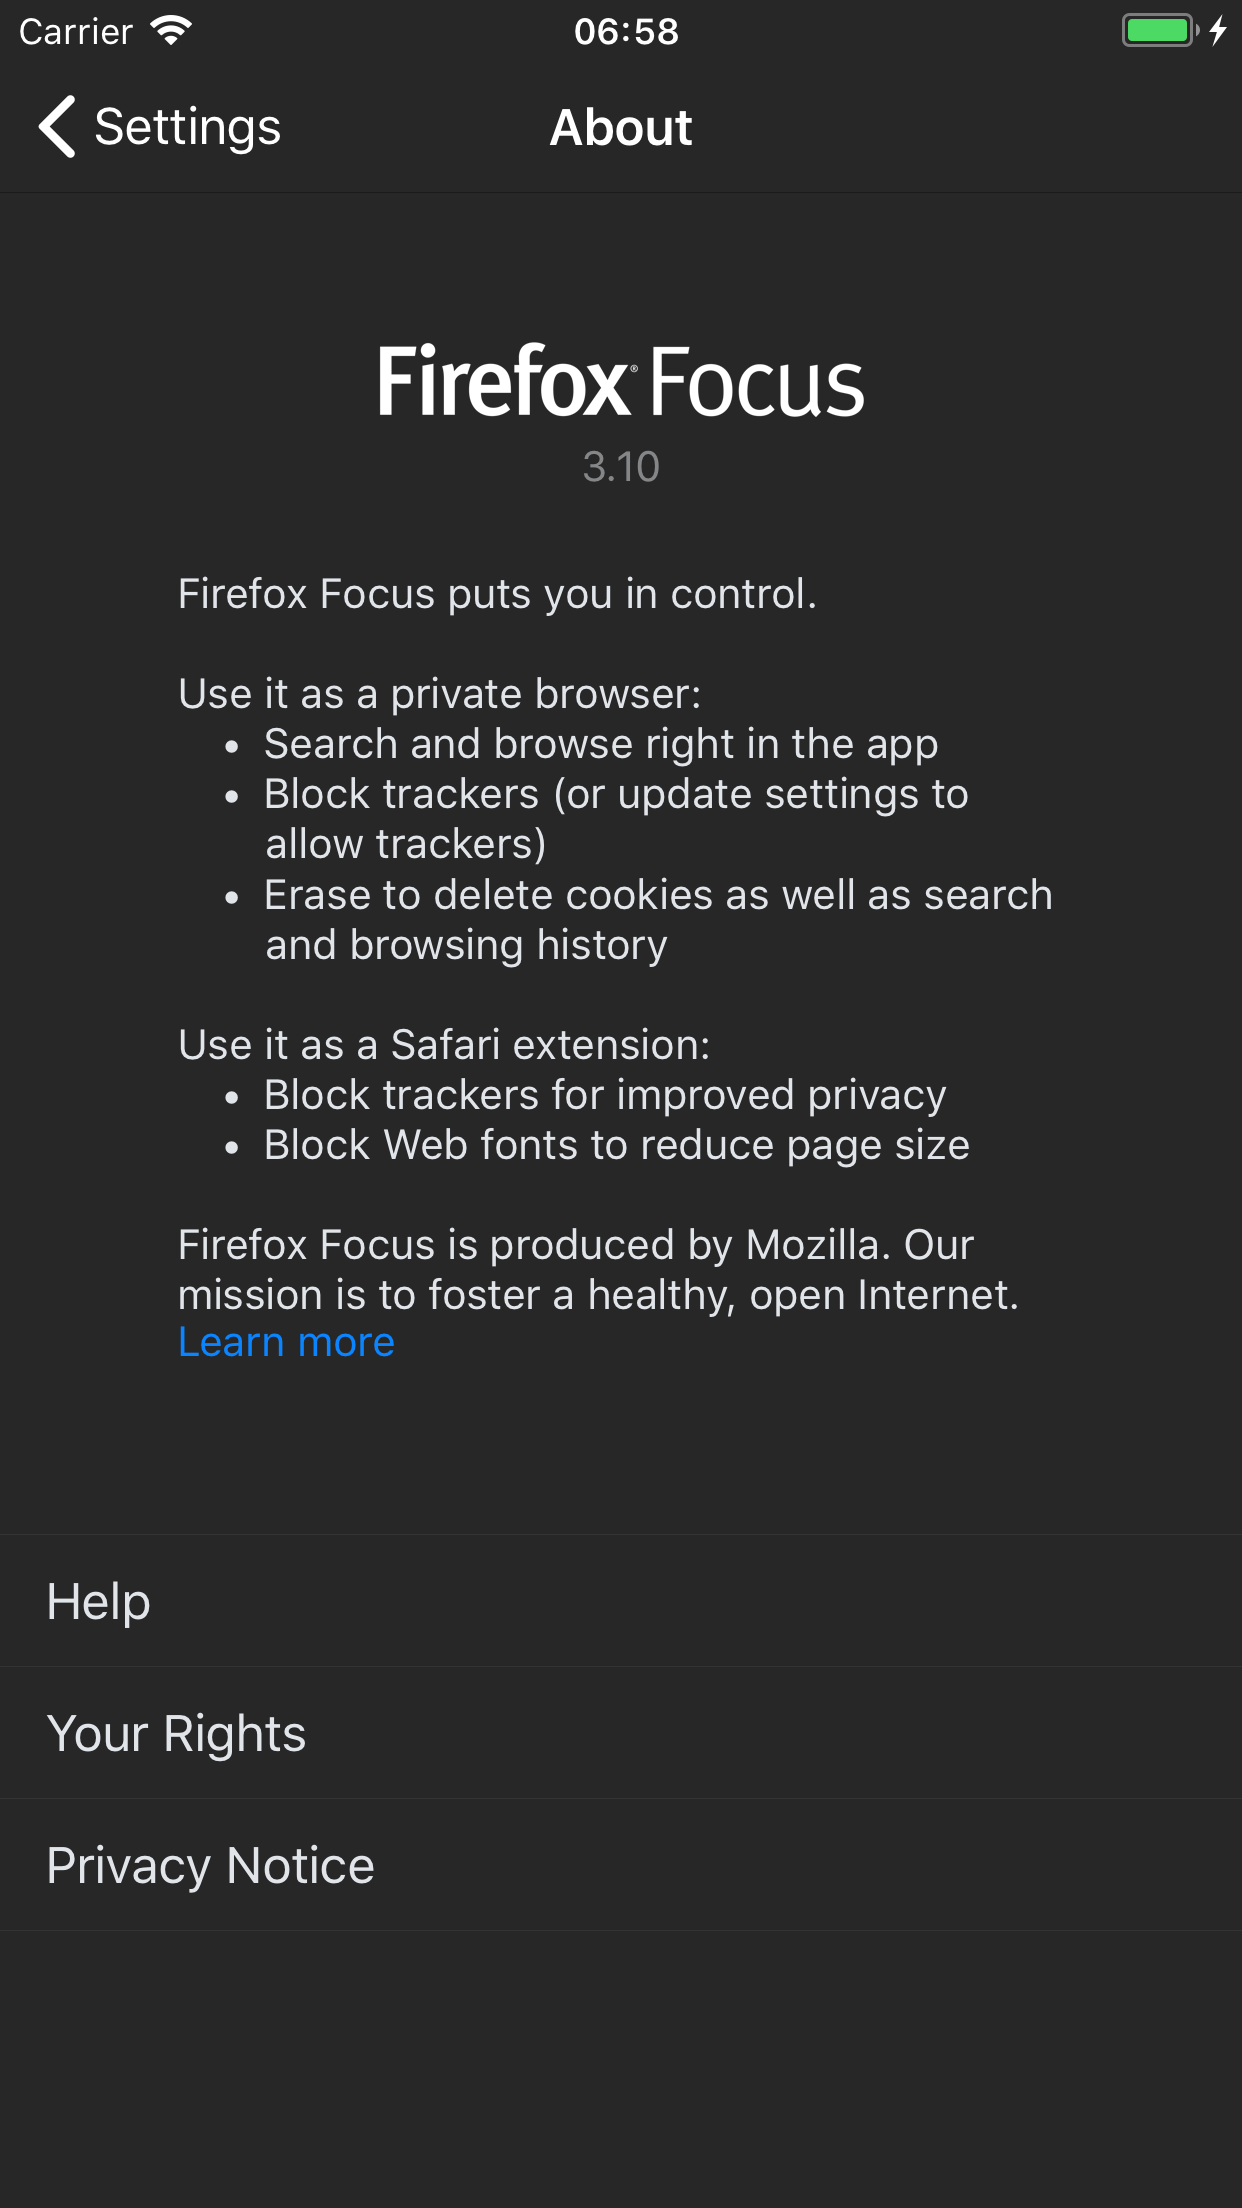 Carrier 06:58
Settings About
Firefox® Focus
3.10
Firefox Focus puts you in control.
Use it as a private browser:
• Search and browse right in the app
• Block trackers (or update settings to
allow trackers)
• Erase to delete cookies as well as search
and browsing history
Use it as a Safari extension:
• Block trackers for improved privacy
• Block Web fonts to reduce page size
Firefox Focus is produced by Mozilla. Our
mission is to foster a healthy, open Internet.
Learn more
Help
Your Rights
Privacy Notice